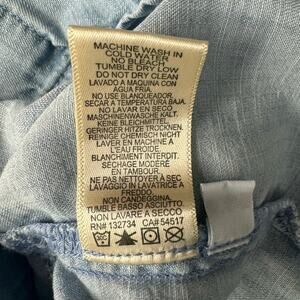 MACHINE WASH IN
COLD WATER
NO BLEACH
TUMBLE DRY LOW
DO NOT DRY CLEAN
LAVADO A MAQUINA CON
AGUA FRIA.
NO USE BLANQUEADOR.
SECAR A TEMPERATURA BAJA.
NO LAVAR EN SECO
MASCHINENWASCHE KALT.
KEINE BLEICHMITTEL.
GERINGER HITZE TROCKNEN.
REINIGE CHEMISCH NICHT
LAVER EN MACHINE A
L'EAU FROIDE.
BLANCHIMENT INTERDIT.
SECHAGE MODERE
EN TAMBOUR.
NE PAS NETTOYER A SEC
LAVAGGIO IN LAVATRICE A
FREDDO.
NON CANDEGGINA.
TUMBLE BASSO ASCIUTTO.
NON LAVARE A SECCO
RN# 132734 CA# 54517